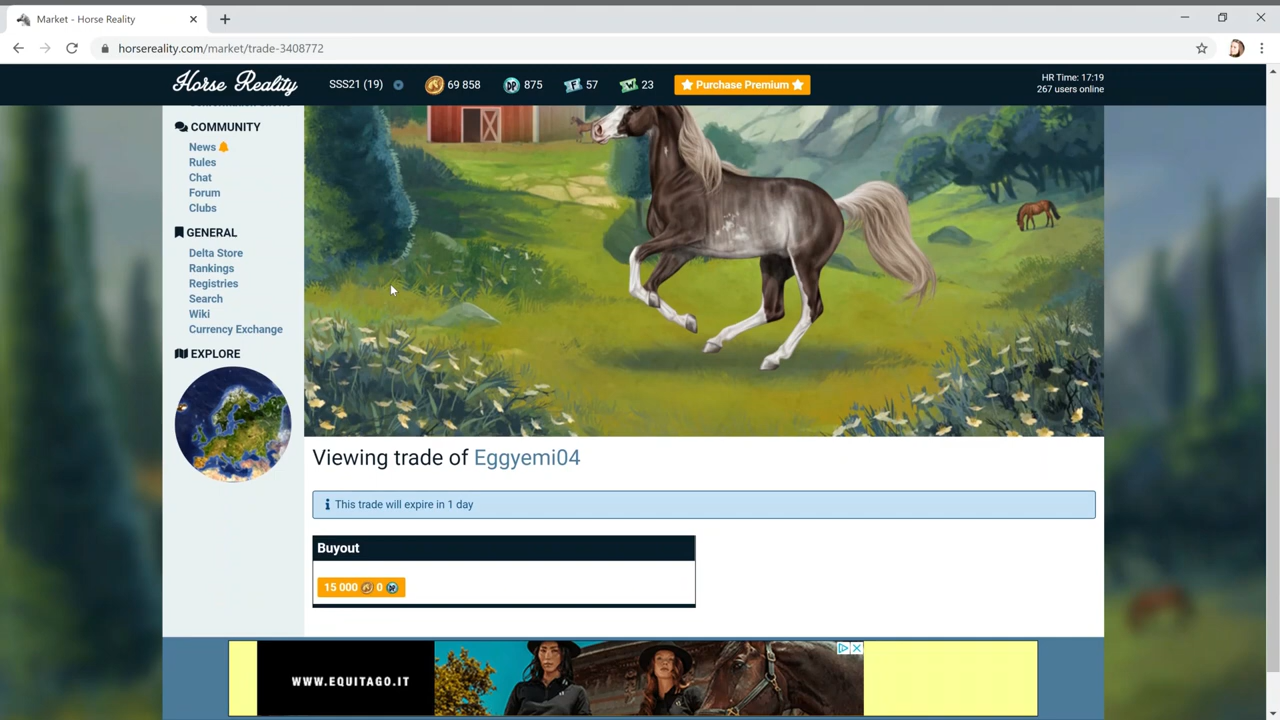 Market - Horse Reality
horsereality.com/market/trade-3408772
Horse Reality
SSS21 (19)
69 858
DP 875
57
23
Purchase Premium
HR Time: 17:19
267 users online
COMMUNITY
News
Rules
Chat
Forum
Clubs
GENERAL
Delta Store
Rankings
Registries
Search
Wiki
Currency Exchange
EXPLORE
Viewing trade of Eggyemi04
This trade will expire in 1 day
Buyout
15 000 0
WWW.EQUITAGO.IT